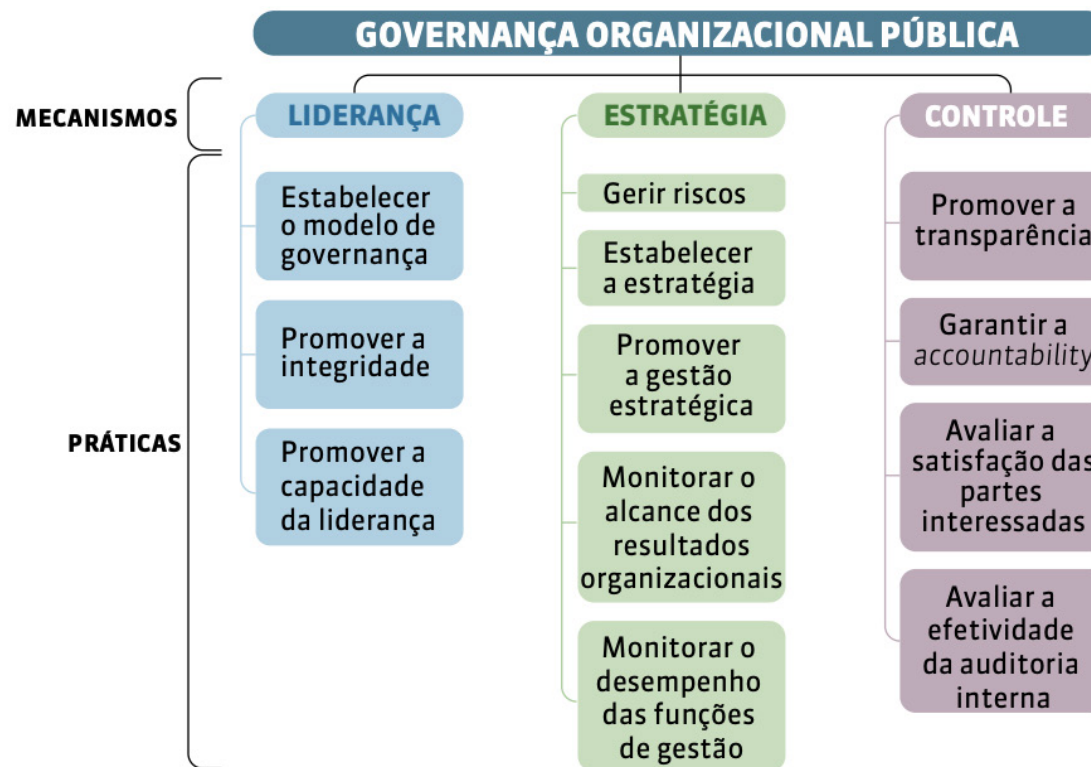 GOVERNANÇA ORGANIZACIONAL PÚBLICA
MECANISMOS
LIDERANÇA
ESTRATÉGIA
CONTROLE
PRÁTICAS
Estabelecer
o modelo de
governança
Promover a
integridade
Promover a
capacidade
da liderança
Gerir riscos
Estabelecer
a estratégia
Promover
a gestão
estratégica
Monitorar o
alcance dos
resultados
organizacionais
Monitorar o
desempenho
das funções
de gestão
Promover a
transparência
Garantir a
accountability
Avaliar a
satisfação das
partes
interessadas
Avaliar a
efetividade
da auditoria
interna